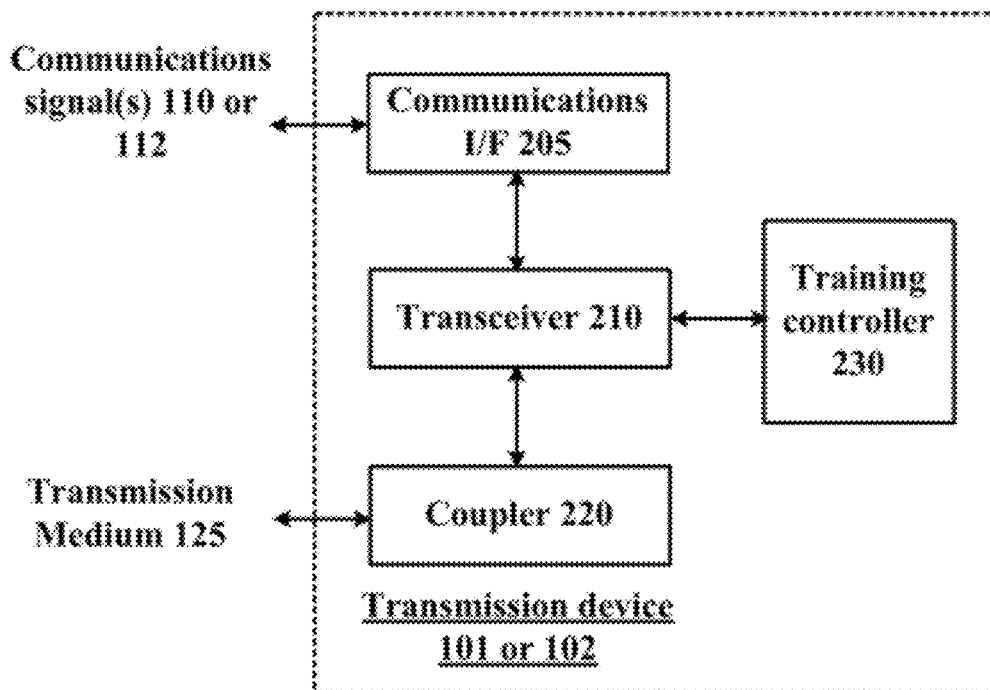 Communications
signal(s) 110 or
112
Communications
I/F 205
Transceiver 210
Training
controller
230
Transmission
Medium 125
Coupler 220
Transmission device
101 or 102